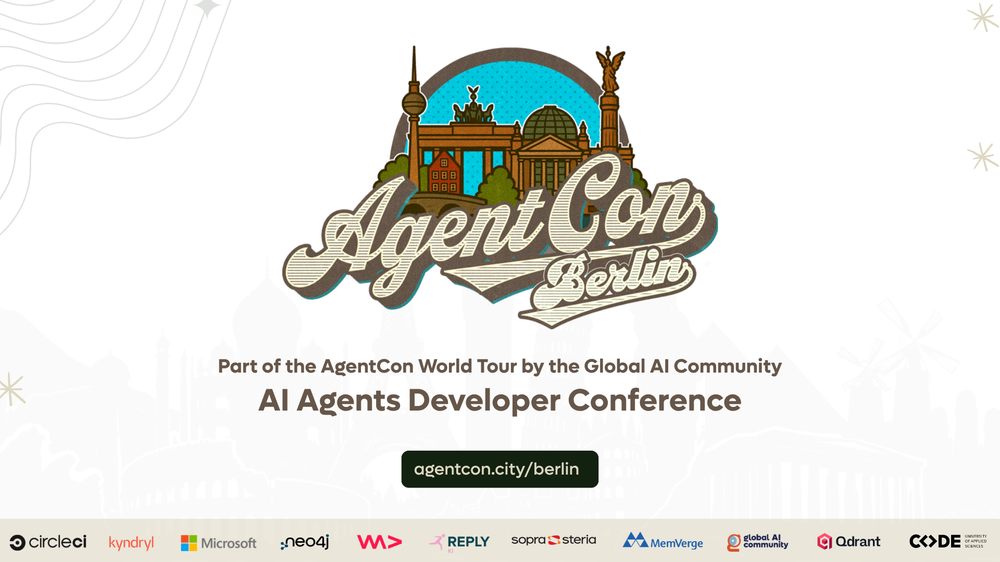 AgentCon
Berlin
Part of the AgentCon World Tour by the Global AI Community
AI Agents Developer Conference
agentcon.city/berlin
circleci
kyndryl
Microsoft
neo4j
REPLY
KI
sopra steria
MemVerge
global AI
community
Qdrant
CODE
UNIVERSITY
OF APPLIED
SCIENCES